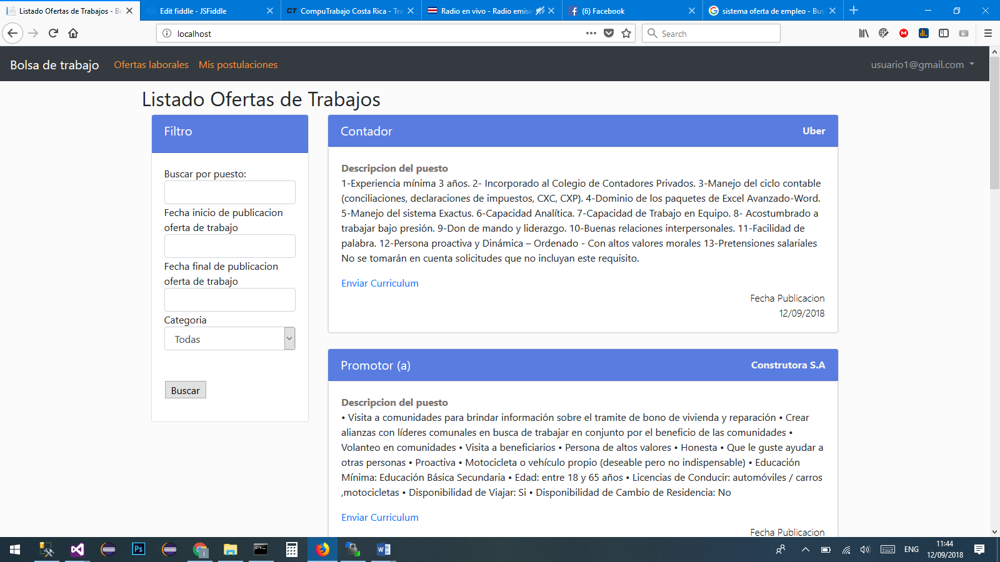 Listado Ofertas de Trabajos - Bo
Edit fiddle - JSFiddle
CT CompuTrabajo Costa Rica - Tra
Radio en vivo - Radio emiso
(6) Facebook
sistema oferta de empleo - Bus
localhost
Search
Bolsa de trabajo
Ofertas laborales
Mis postulaciones
usuario1@gmail.com
Listado Ofertas de Trabajos
Filtro
Buscar por puesto:
Fecha inicio de publicacion
oferta de trabajo
Fecha final de publicacion
oferta de trabajo
Categoria
Todas
Buscar
Contador
Uber
Descripcion del puesto
1-Experiencia mínima 3 años. 2- Incorporado al Colegio de Contadores Privados. 3-Manejo del ciclo contable
(conciliaciones, declaraciones de impuestos, CXC, CXP). 4-Dominio de los paquetes de Excel Avanzado-Word.
5-Manejo del sistema Exactus. 6-Capacidad Analítica. 7-Capacidad de Trabajo en Equipo. 8- Acostumbrado a
trabajar bajo presión. 9-Don de mando y liderazgo. 10-Buenas relaciones interpersonales. 11-Facilidad de
palabra. 12-Persona proactiva y Dinámica – Ordenado - Con altos valores morales 13-Pretensiones salariales
No se tomarán en cuenta solicitudes que no incluyan este requisito.
Enviar Curriculum
Fecha Publicacion
12/09/2018
Promotor (a)
Construtora S.A
Descripcion del puesto
• Visita a comunidades para brindar información sobre el tramite de bono de vivienda y reparación • Crear
alianzas con líderes comunales en busca de trabajar en conjunto por el beneficio de las comunidades •
Volanteo en comunidades • Visita a beneficiarios • Persona de altos valores • Honesta • Que le guste ayudar a
otras personas • Proactiva • Motocicleta o vehículo propio (deseable pero no indispensable) • Educación
Mínima: Educación Básica Secundaria • Edad: entre 18 y 65 años • Licencias de Conducir: automóviles / carros
,motocicletas • Disponibilidad de Viajar: Si • Disponibilidad de Cambio de Residencia: No
Enviar Curriculum
Fecha Publicacion
ENG
11:44
12/09/2018